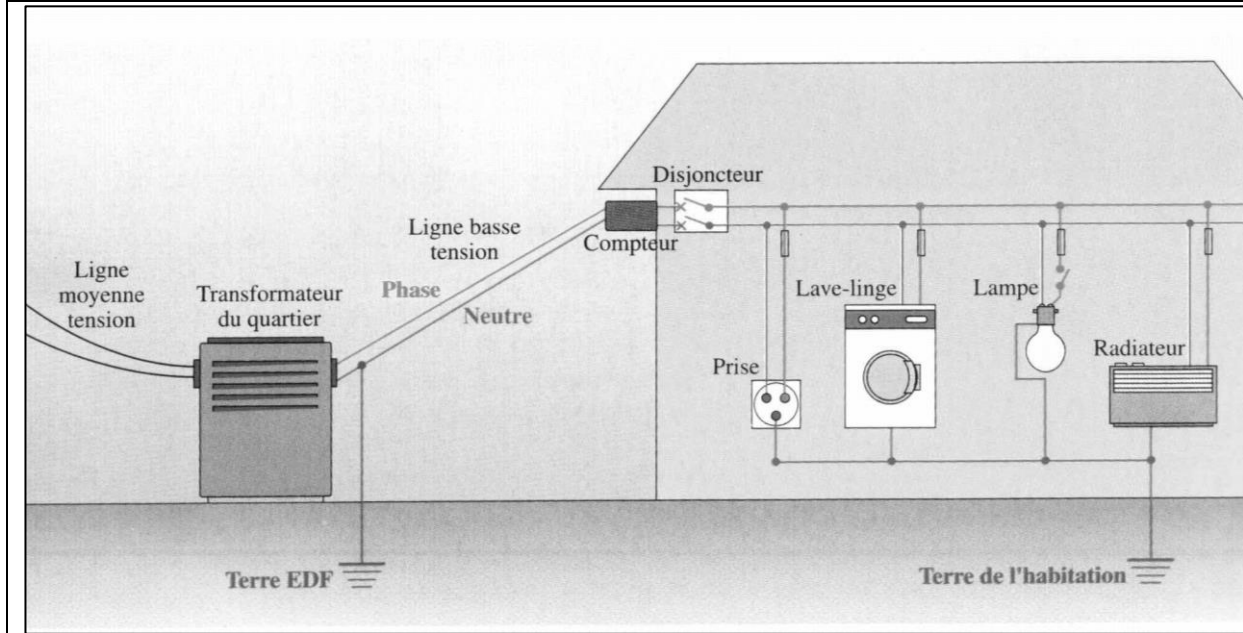 Disjoncteur
Ligne basse
tension
Compteur
Ligne
moyenne
tension
Transformateur
du quartier
Phase
Neutre
Lave-linge
Lampe
Prise
Radiateur
Terre EDF
Terre de l'habitation